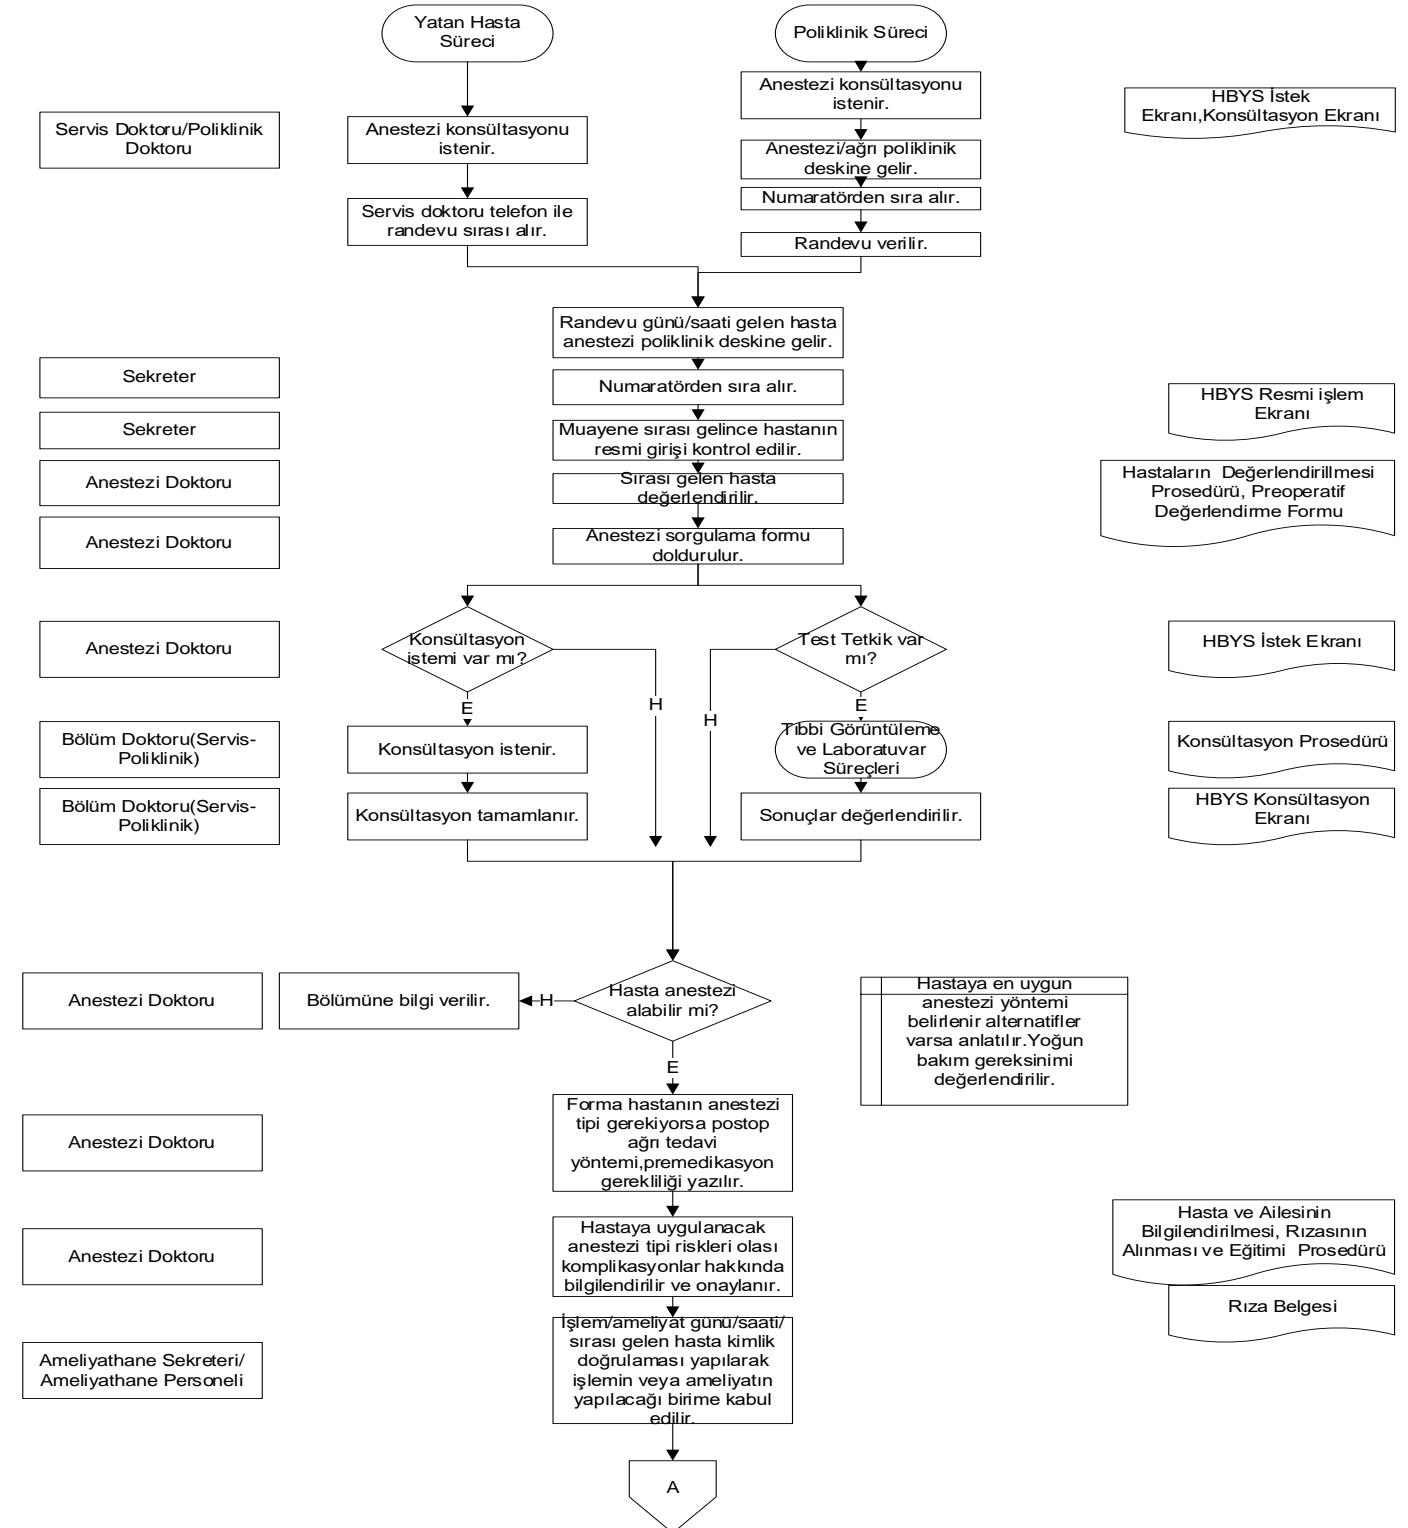 Yatan Hasta
Süreci
Poliklinik Süreci
Anestezi konsültasyonu
istenir.
HBYS İstek
Ekranı,Konsültasyon Ekranı
Servis Doktoru/Poliklinik
Doktoru
Anestezi konsültasyonu
istenir.
Anestezi/ağrı poliklinik
deskine gelir.
Numaratörden sıra alır.
Servis doktoru telefon ile
randevu sırası alır.
Randevu verilir.
Randevu günü/saati gelen hasta
anestezi poliklinik deskine gelir.
Sekreter
Numaratörden sıra alır.
HBYS Resmi işlem
Ekranı
Sekreter
Muayene sırası gelince hastanın
resmi girişi kontrol edilir.
Anestezi Doktoru
Sırası gelen hasta
değerlendirilir.
Hastaların  Değerlendirillmesi
Prosedürü, Preoperatif
Değerlendirme Formu
Anestezi Doktoru
Anestezi sorgulama formu
doldurulur.
Anestezi Doktoru
Konsültasyon
istemi var mı?
Test Tetkik var
mı?
HBYS İstek Ekranı
H
H
E
E
Bölüm Doktoru(Servis-
Poliklinik)
Konsültasyon istenir.
Tıbbi Görüntüleme
ve Laboratuvar
Süreçleri
Konsültasyon Prosedürü
Bölüm Doktoru(Servis-
Poliklinik)
Konsültasyon tamamlanır.
Sonuçlar değerlendirilir.
HBYS Konsültasyon
Ekranı
Anestezi Doktoru
Bölümüne bilgi verilir.
H
Hasta anestezi
alabilir mi?
Hastaya en uygun
anestezi yöntemi
belirlenir alternatifler
varsa anlatılır.Yoğun
bakım gereksinimi
değerlendirilir.
E
Anestezi Doktoru
Forma hastanın anestezi
tipi gerekiyorsa postop
ağrı tedavi
yöntemi,premedikasyon
gerekliliği yazılır.
Anestezi Doktoru
Hastaya uygulanacak
anestezi tipi riskleri olası
komplikasyonlar hakkında
bilgilendirilir ve onaylanır.
Hasta ve Ailesinin
Bilgilendirilmesi, Rızasının
Alınması ve Eğitimi  Prosedürü
Rıza Belgesi
Ameliyathane Sekreteri/
Ameliyathane Personeli
İşlem/ameliyat günü/saati/
sırası gelen hasta kimlik
doğrulaması yapılarak
işlemin veya ameliyatın
yapılacağı birime kabul
edilir.
A